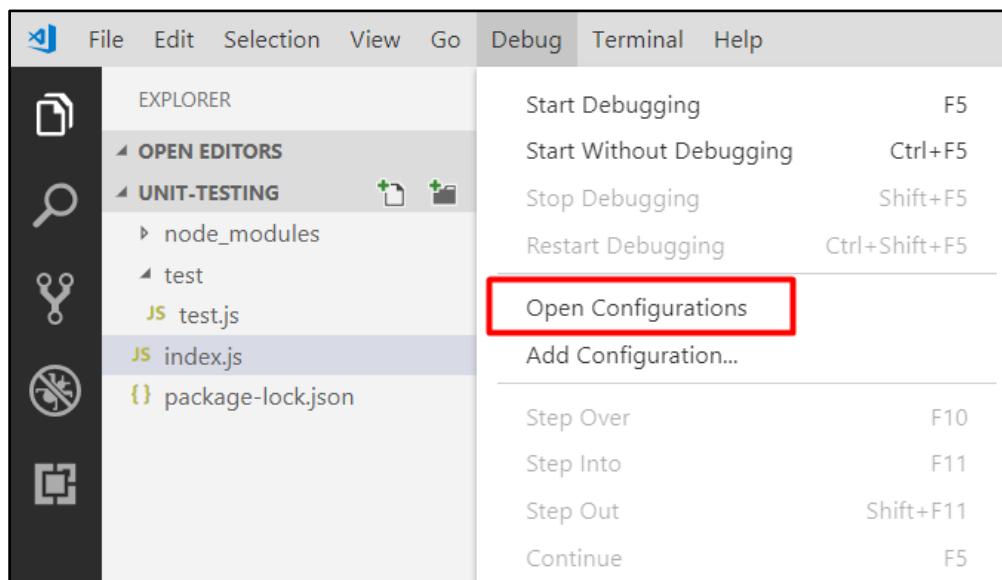 File Edit Selection View Go Debug Terminal Help
EXPLORER
OPEN EDITORS
UNIT-TESTING
node_modules
test
JS test.js
JS index.js
{} package-lock.json
Start Debugging F5
Start Without Debugging Ctrl+F5
Stop Debugging Shift+F5
Restart Debugging Ctrl+Shift+F5
Open Configurations
Add Configuration...
Step Over F10
Step Into F11
Step Out Shift+F11
Continue F5